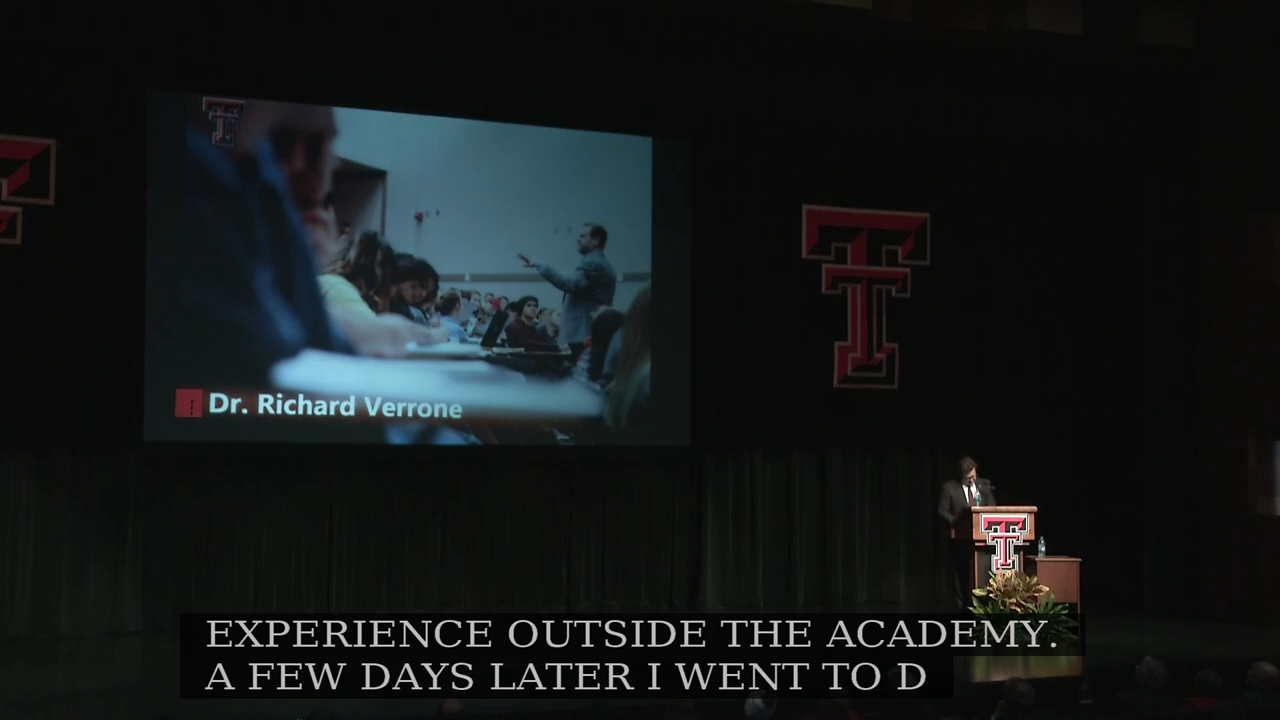 Dr. Richard Verrone
EXPERIENCE OUTSIDE THE ACADEMY.
A FEW DAYS LATER I WENT TO D